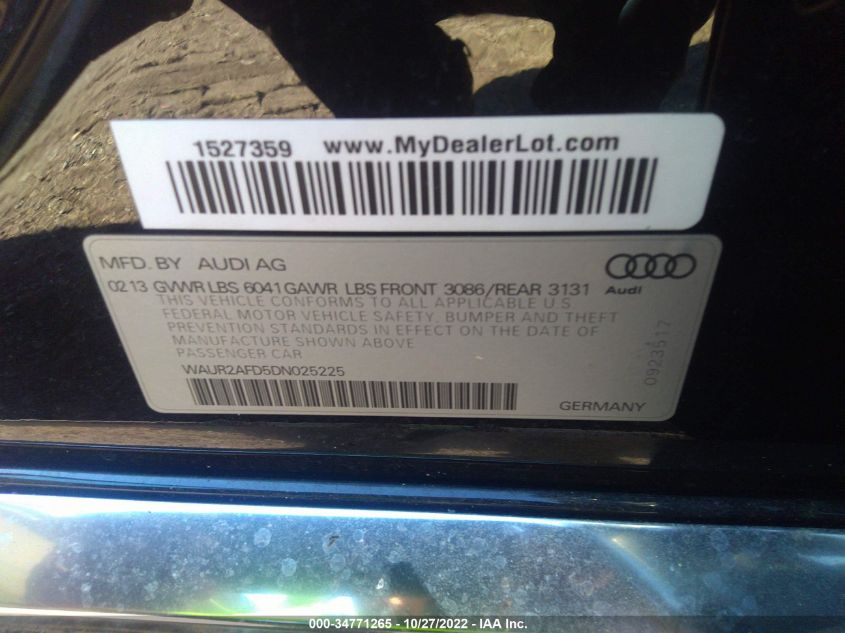 1527359 www.MyDealerLot.com
MFD. BY AUDI AG
0213 GVWR LBS 6041 GAWR LBS FRONT 3086/REAR 3131
Audi
THIS VEHICLE CONFORMS TO ALL APPLICABLE U.S.
FEDERAL MOTOR VEHICLE SAFETY, BUMPER AND THEFT
PREVENTION STANDARDS IN EFFECT ON THE DATE OF
MANUFACTURE SHOWN ABOVE
PASSENGER CAR
WAUR2AFD5DN025225
GERMANY
0923517
000-34771265 - 10/27/2022 - IAA Inc.